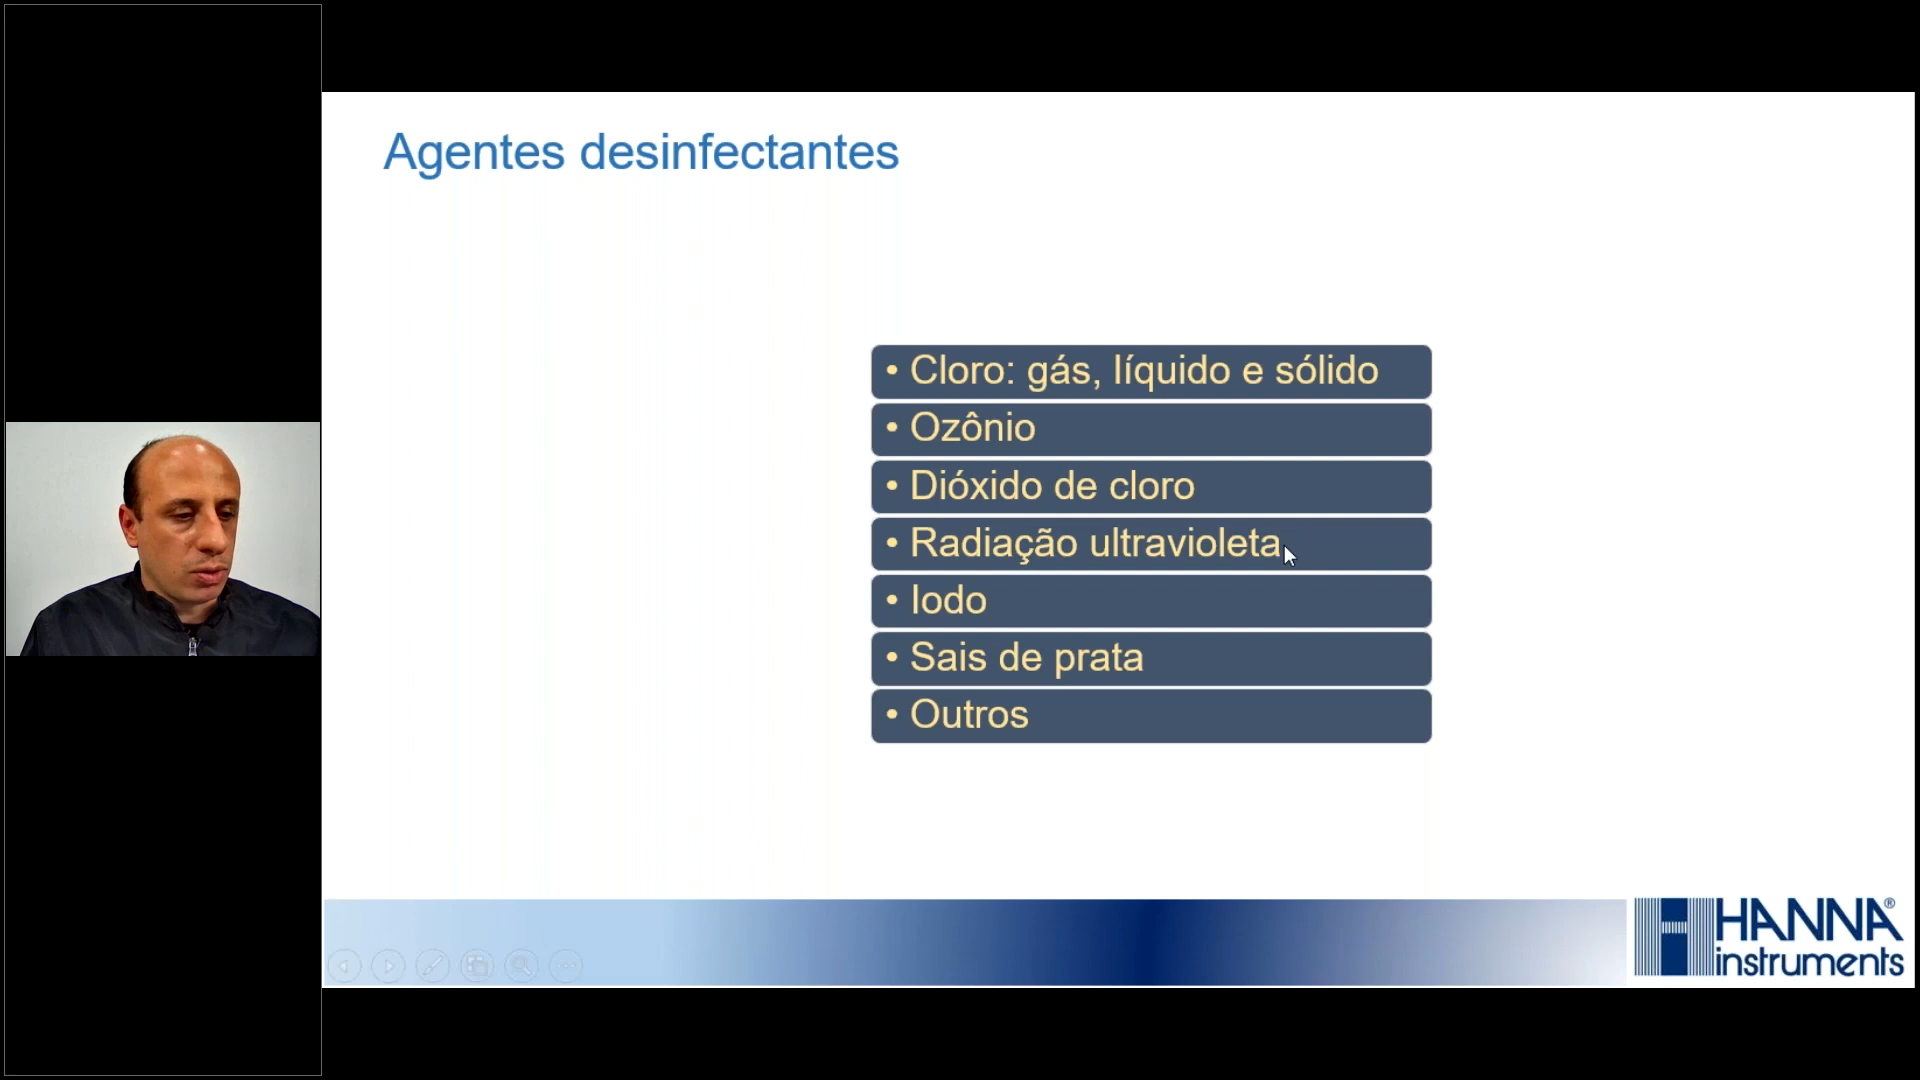 Agentes desinfectantes
• Cloro: gás, líquido e sólido
• Ozônio
• Dióxido de cloro
• Radiação ultravioleta
• Iodo
• Sais de prata
• Outros
HANNA®
instruments